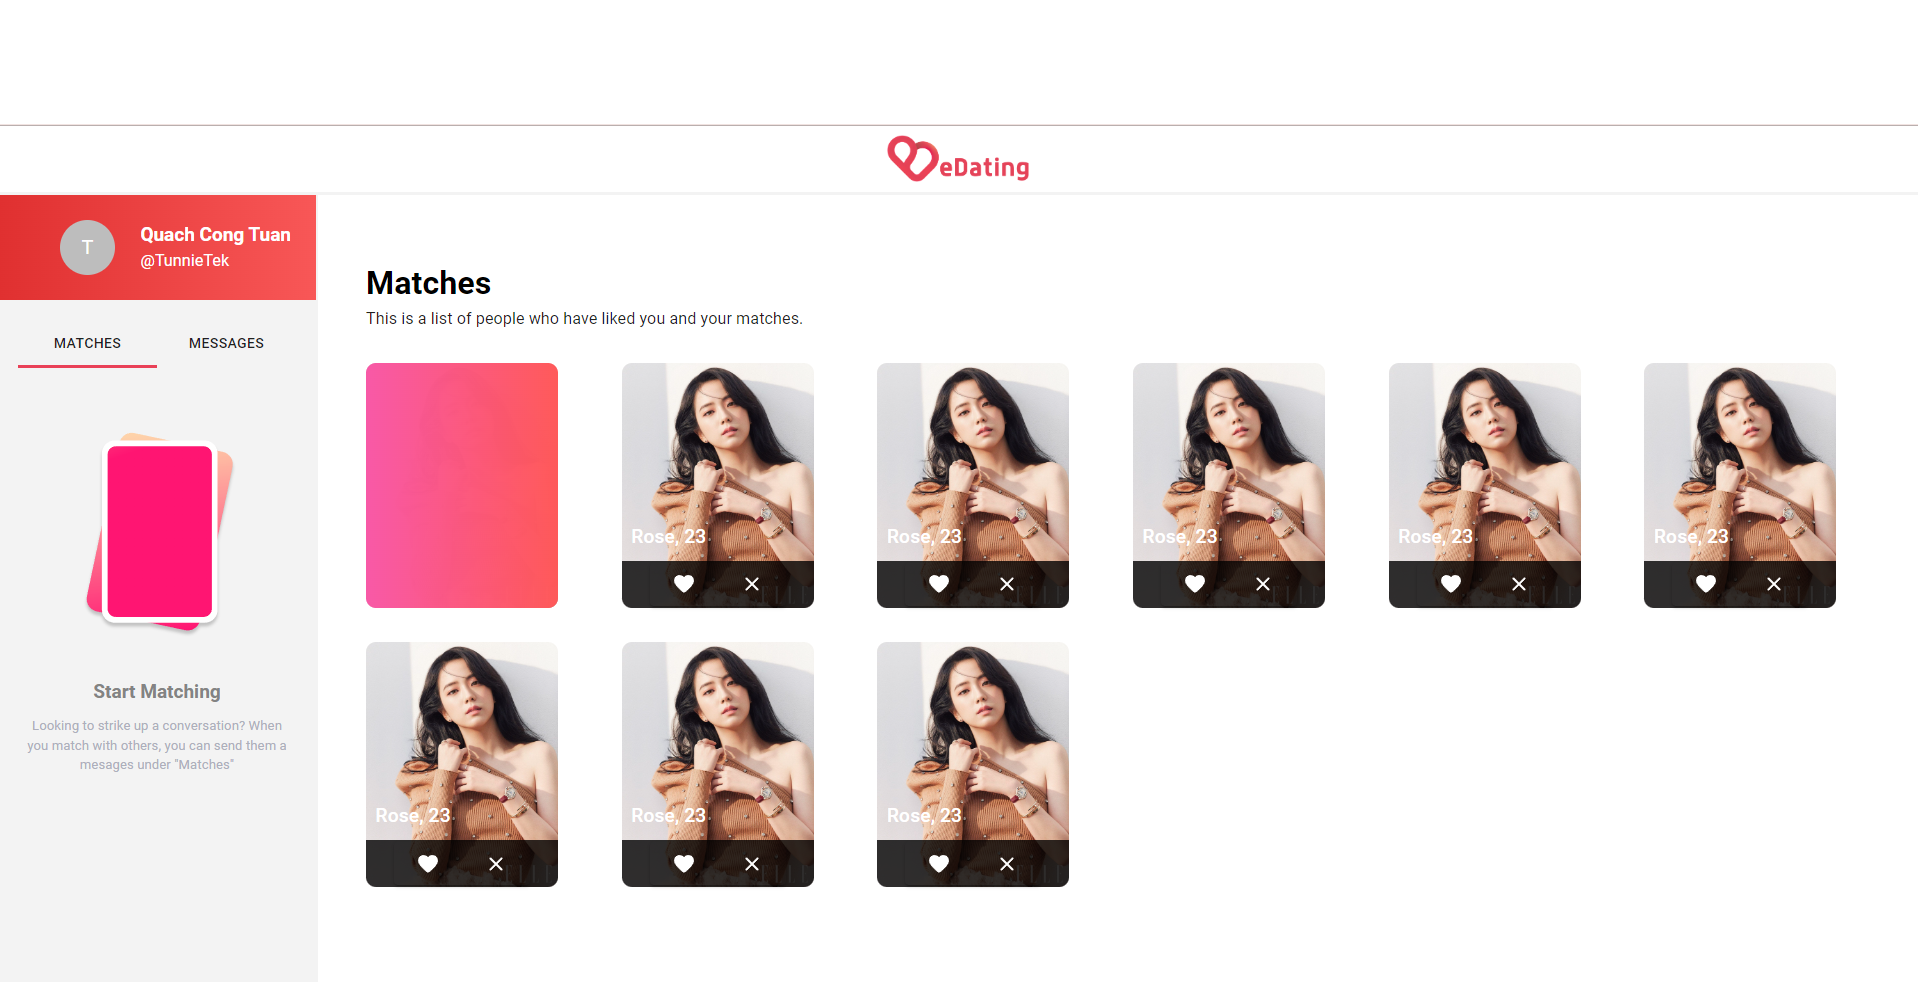 eDating
T
Quach Cong Tuan
@TunnieTek
MATCHES MESSAGES
Start Matching
Looking to strike up a conversation? When
you match with others, you can send them a
mesages under "Matches"
Matches
This is a list of people who have liked you and your matches.
Rose, 23
Rose, 23
Rose, 23
Rose, 23
Rose, 23
Rose, 23
Rose, 23
Rose, 23